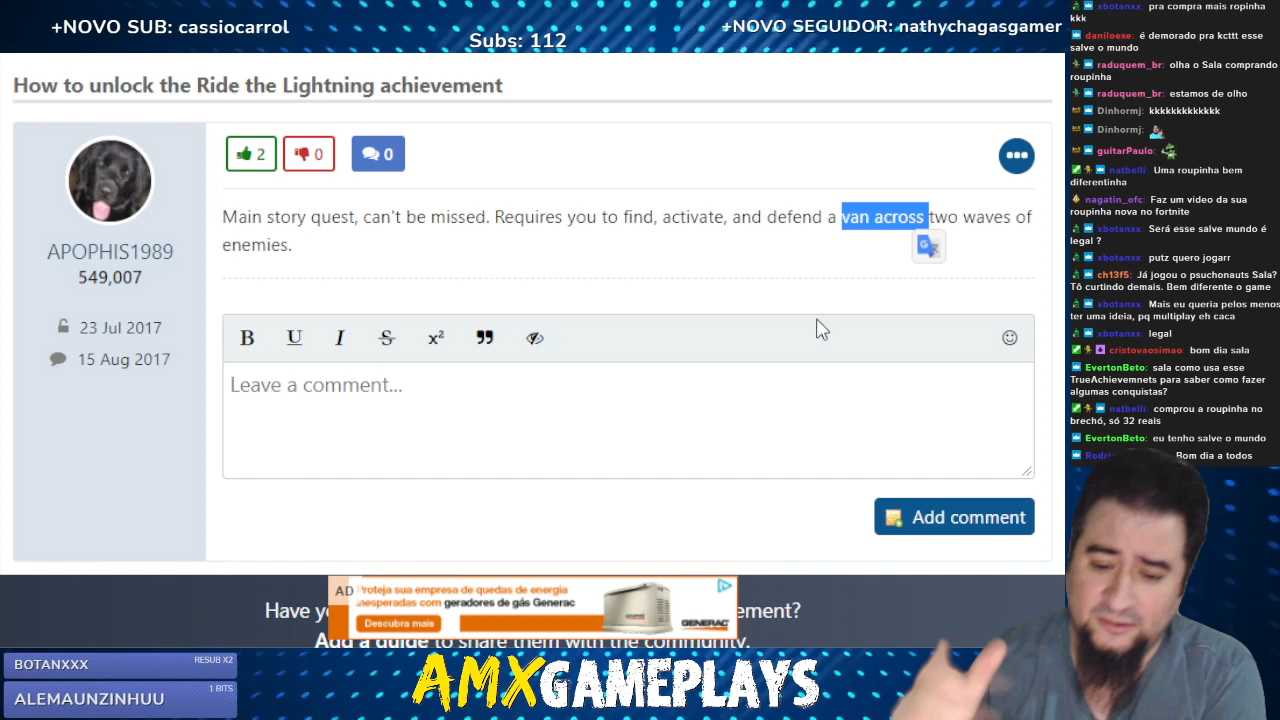 +NOVO SUB: cassiocarrol
Subs: 112
+NOVO SEGUIDOR: nathychagasgamer
How to unlock the Ride the Lightning achievement
2
0
0
APOPHIS1989
549,007
23 Jul 2017
15 Aug 2017
Main story quest, can't be missed. Requires you to find, activate, and defend a van across two waves of
enemies.
B U I S x²
Leave a comment...
Add comment
Have yo
ement?
Add a guide to share them with the community.
AD
Proteja sua empresa de quedas de energia
inesperadas com geradores de gás Generac
Descubra mais
GENERAC
BOTANXXX
RESUB X2
ALEMAUNZINHUU
1 BITS
AMXGAMEPLAYS
xbotanxx: pra compra mais ropinha
kkk
daniloexe: é demorado pra kcttt esse
salve o mundo
raduquem_br: olha o Sala comprando
roupinha
raduquem_br: estamos de olho
Dinhormj: kkkkkkkkkkkkk
Dinhormj:
guitarPaulo:
natbelli: Uma roupinha bem
diferentinha
nagatin_ofc: Faz um video da sua
roupinha nova no fortnite
xbotanxx: Será esse salve mundo é
legal ?
xbotanxx: putz quero jogarr
ch13f5: Já jogou o psuchonauts Sala?
Tô curtindo demais. Bem diferente o game
xbotanxx: Mais eu queria pelos menos
ter uma ideia, pq multiplay eh caca
xbotanxx: legal
cristovaosimao: bom dia sala
EvertonBeto: sala como usa esse
TrueAchievemnets para saber como fazer
algumas conquistas?
natbelli: comprou a roupinha no
brechó, só 32 reais
EvertonBeto: eu tenho salve o mundo
Bom dia a todos